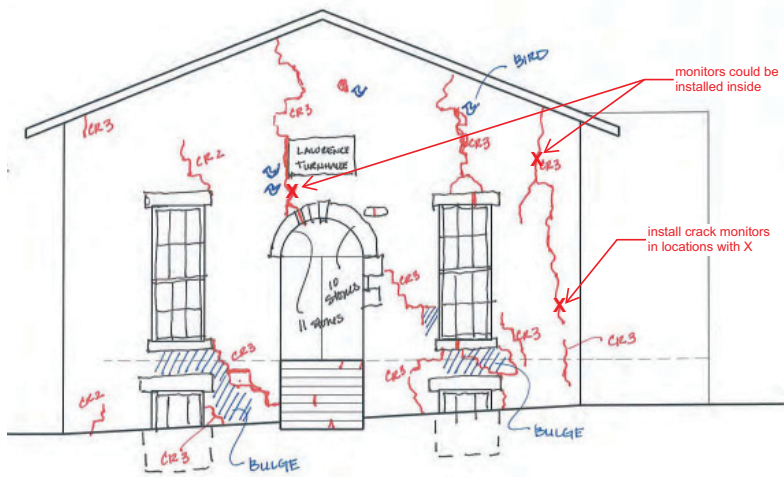 BIRD
monitors could be
installed inside
CR3
CR3
CR3
LAWRENCE
TURNHALLE
CR2
X
CR3
X
install crack monitors
in locations with X
10
STONES
11 STONES
CR3
X
CR3
CR3
CR3
CR3
CR2
CR3
BULGE
BULGE